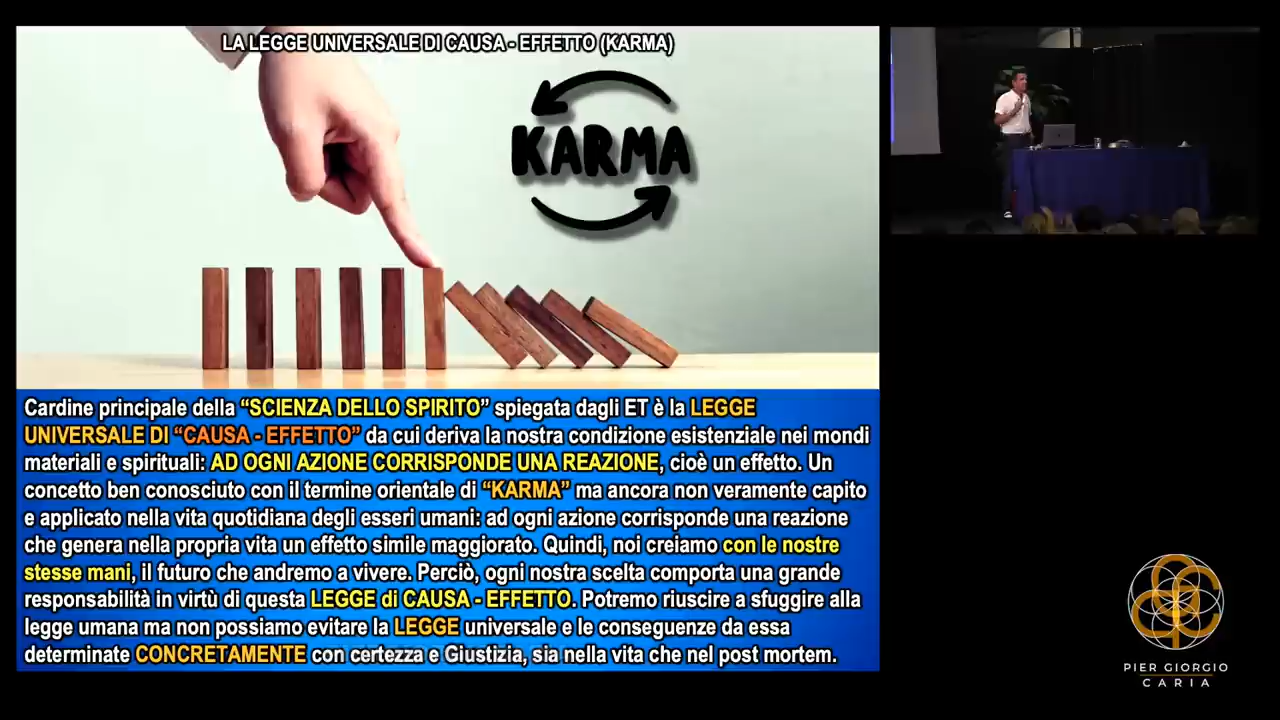 LA LEGGE UNIVERSALE DI CAUSA - EFFETTO (KARMA)
KARMA
Cardine principale della “SCIENZA DELLO SPIRITO” spiegata dagli ET è la LEGGE
UNIVERSALE DI “CAUSA - EFFETTO” da cui deriva la nostra condizione esistenziale nei mondi
materiali e spirituali: AD OGNI AZIONE CORRISPONDE UNA REAZIONE, cioè un effetto. Un
concetto ben conosciuto con il termine orientale di “KARMA” ma ancora non veramente capito
e applicato nella vita quotidiana degli esseri umani: ad ogni azione corrisponde una reazione
che genera nella propria vita un effetto simile maggiorato. Quindi, noi creiamo con le nostre
stesse mani, il futuro che andremo a vivere. Perciò, ogni nostra scelta comporta una grande
responsabilità in virtù di questa LEGGE di CAUSA - EFFETTO. Potremo riuscire a sfuggire alla
legge umana ma non possiamo evitare la LEGGE universale e le conseguenze da essa
determinate CONCRETAMENTE con certezza e Giustizia, sia nella vita che nel post mortem.
PIER GIORGIO
CARIA